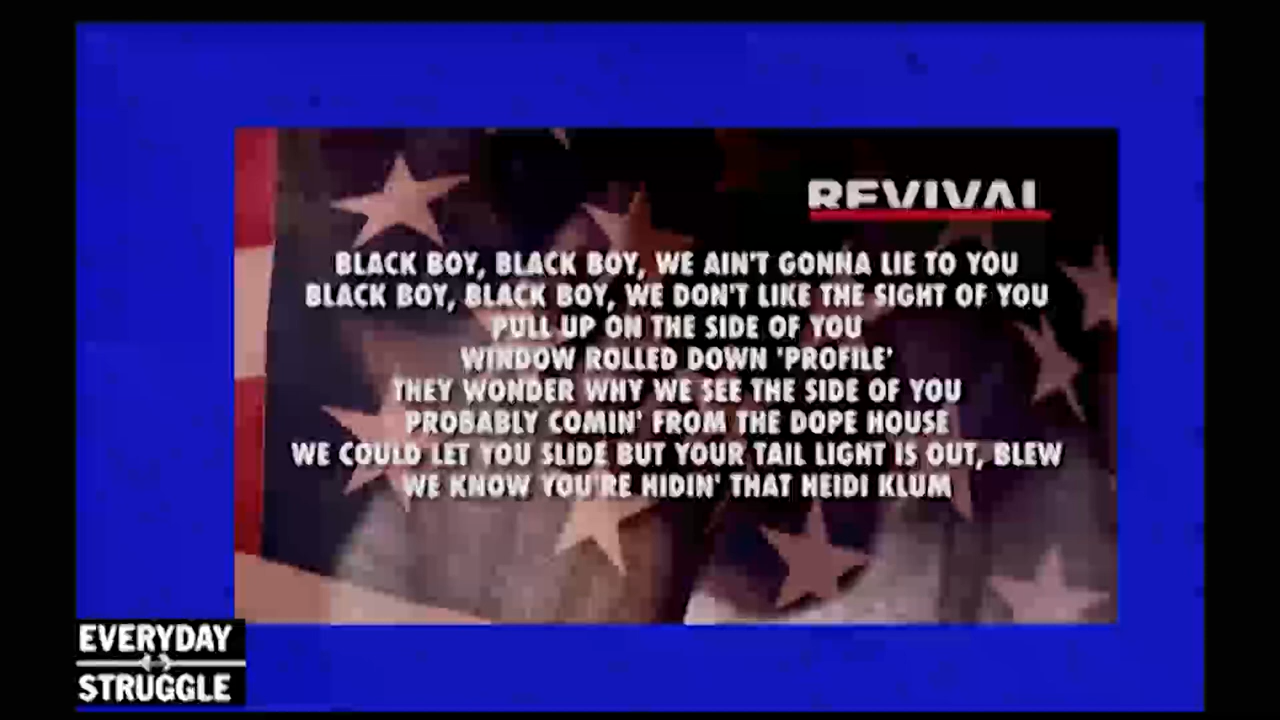 REVIVAL
BLACK BOY, BLACK BOY, WE AIN'T GONNA LIE TO YOU
BLACK BOY, BLACK BOY, WE DON'T LIKE THE SIGHT OF YOU
PULL UP ON THE SIDE OF YOU
WINDOW ROLLED DOWN 'PROFILE'
THEY WONDER WHY WE SEE THE SIDE OF YOU
PROBABLY COMIN' FROM THE DOPE HOUSE
WE COULD LET YOU SLIDE BUT YOUR TAIL LIGHT IS OUT, BLEW
WE KNOW YOU'RE HIDIN' THAT HEIDI KLUM
EVERYDAY
STRUGGLE